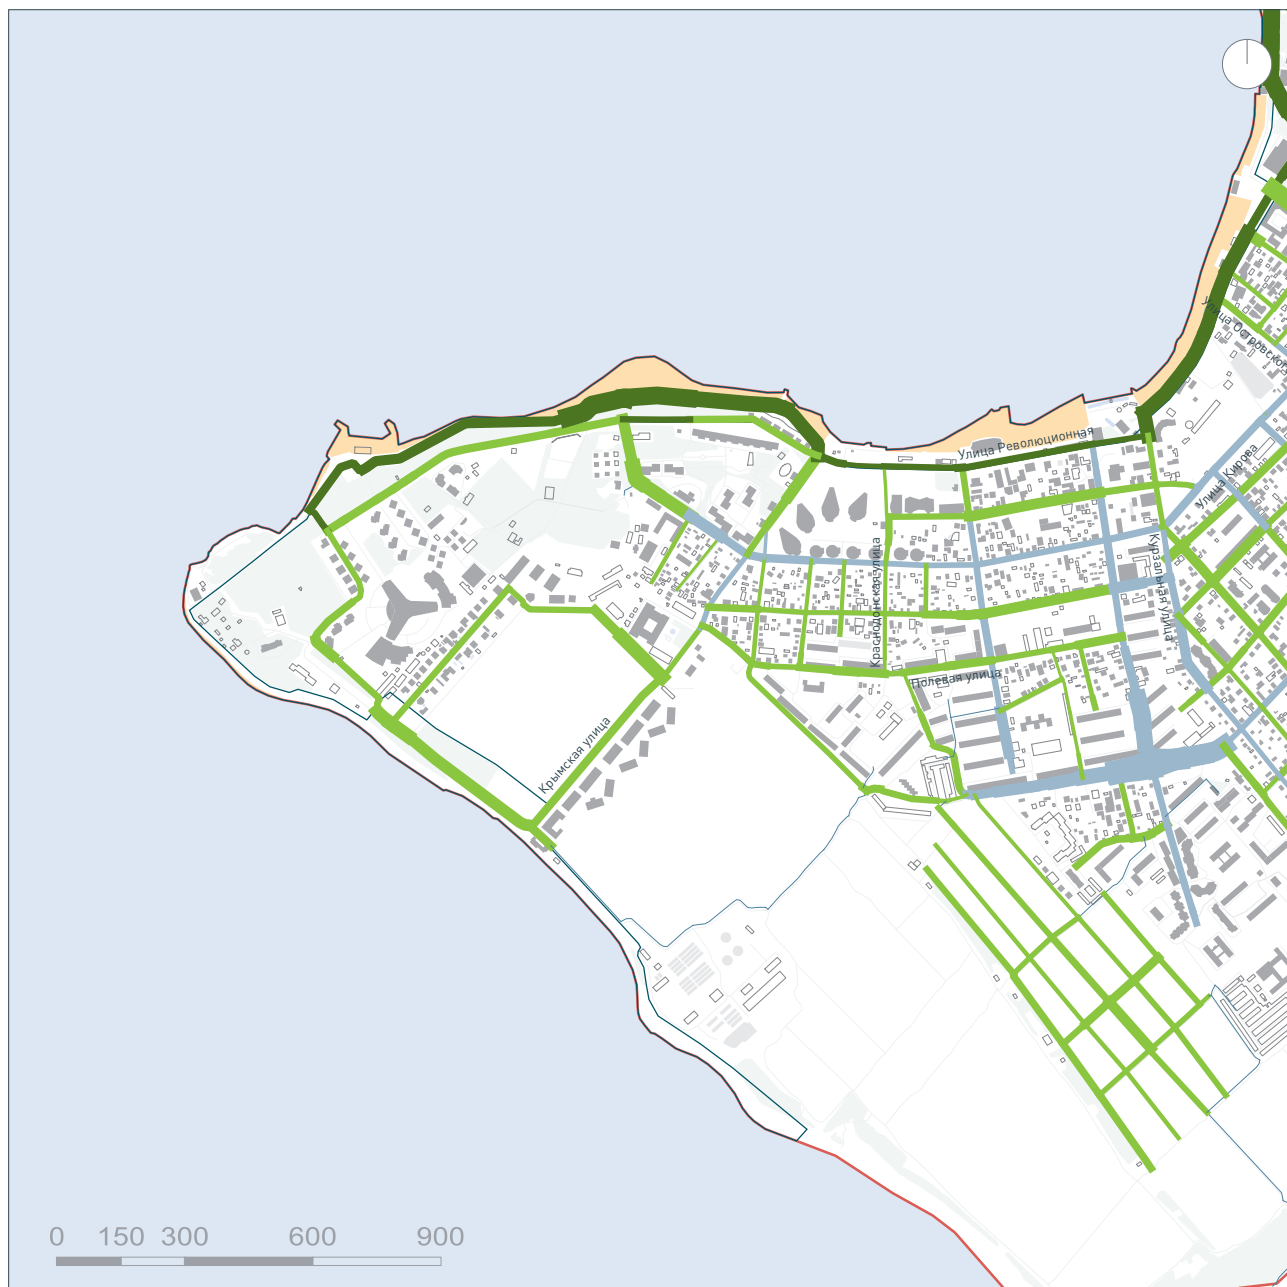 Улица Островского
Улица Революционная
Улица Кирова
Краснодонская улица
Курзальная улица
Полевая улица
Крымская улица
0 150 300 600 900